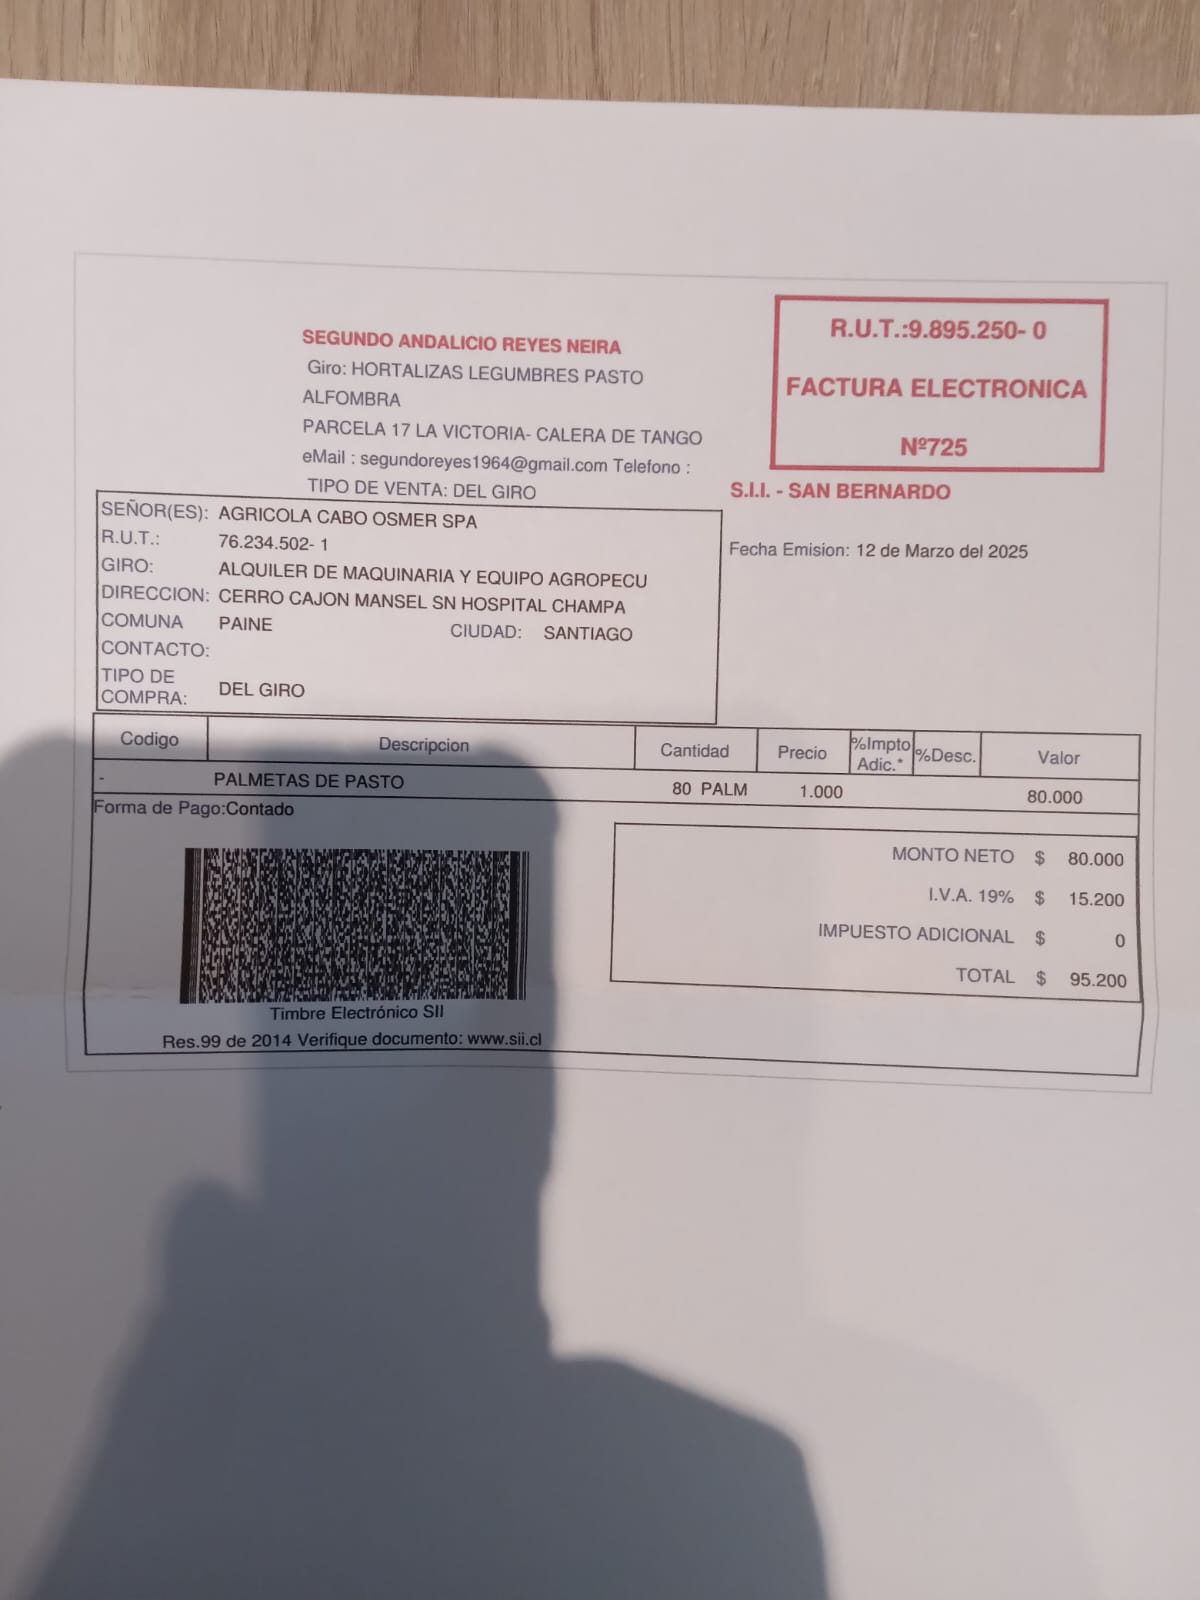 SEGUNDO ANDALICIO REYES NEIRA
Giro: HORTALIZAS LEGUMBRES PASTO
ALFOMBRA
PARCELA 17 LA VICTORIA- CALERA DE TANGO
eMail : segundoreyes1964@gmail.com Telefono :
TIPO DE VENTA: DEL GIRO
R.U.T.:9.895.250- 0
FACTURA ELECTRONICA
Nº725
S.I.I. - SAN BERNARDO
Fecha Emision: 12 de Marzo del 2025
SEÑOR(ES): AGRICOLA CABO OSMER SPA
R.U.T.: 76.234.502- 1
GIRO: ALQUILER DE MAQUINARIA Y EQUIPO AGROPECU
DIRECCION: CERRO CAJON MANSEL SN HOSPITAL CHAMPA
COMUNA PAINE CIUDAD: SANTIAGO
CONTACTO:
TIPO DE
COMPRA: DEL GIRO
Codigo Descripcion Cantidad Precio %Impto Adic.* %Desc. Valor
- PALMETAS DE PASTO 80 PALM 1.000 80.000
Forma de Pago:Contado
MONTO NETO $ 80.000
I.V.A. 19% $ 15.200
IMPUESTO ADICIONAL $ 0
TOTAL $ 95.200
Timbre Electrónico SII
Res.99 de 2014 Verifique documento: www.sii.cl